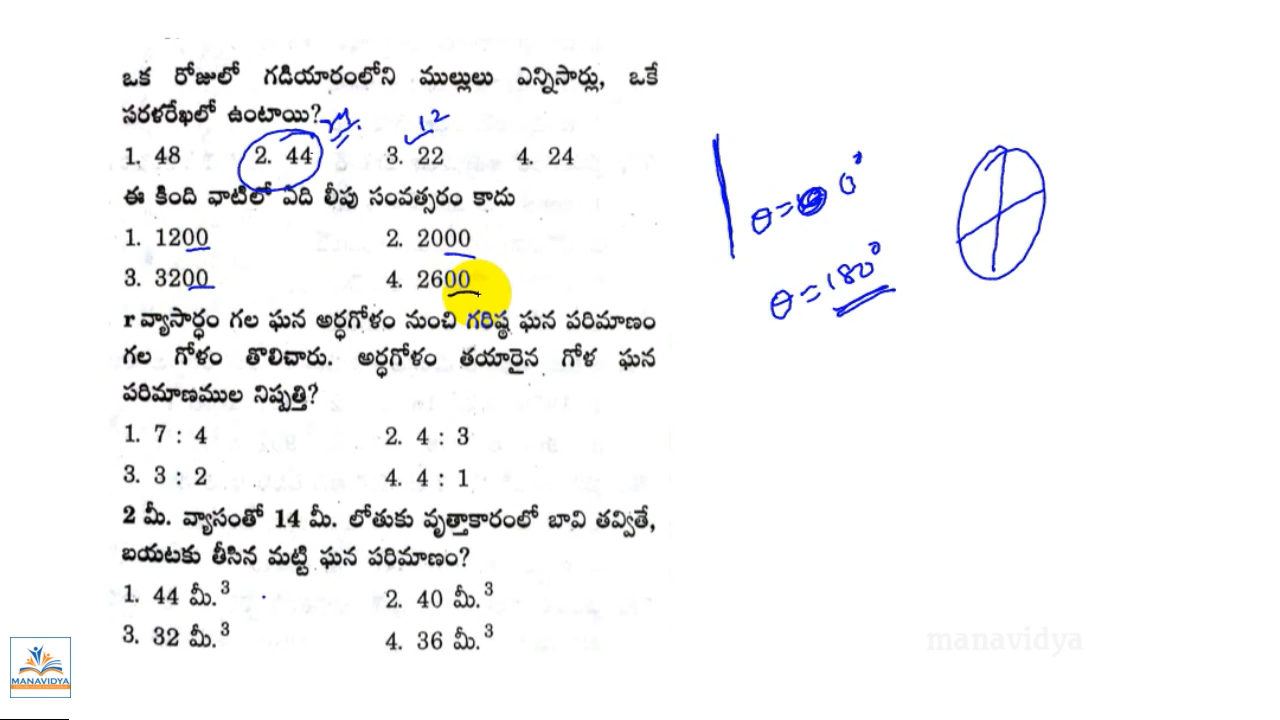 ఒక రోజులో గడియారంలోని ముల్లులు ఎన్నిసార్లు, ఒకే
సరళరేఖలో ఉంటాయి?
12
1. 48 2. 44 3. 22 4. 24
ఈ కింది వాటిలో ఏది లీపు సంవత్సరం కాదు
1. 1200 2. 2000
3. 3200 4. 2600
r వ్యాసార్ధం గల ఘన అర్ధగోళం నుంచి గరిష్ఠ ఘన పరిమాణం
గల గోళం తొలిచారు. అర్ధగోళం తయారైన గోళ ఘన
పరిమాణముల నిష్పత్తి?
1. 7 : 4 2. 4 : 3
3. 3 : 2 4. 4 : 1
2 మీ. వ్యాసంతో 14 మీ. లోతుకు వృత్తాకారంలో బావి తవ్వితే,
బయటకు తీసిన మట్టి ఘన పరిమాణం?
1. 44 మీ.³ 2. 40 మీ.³
3. 32 మీ.³ 4. 36 మీ.³
θ = 0°
θ = 180°
MANAVIDYA
manavidya